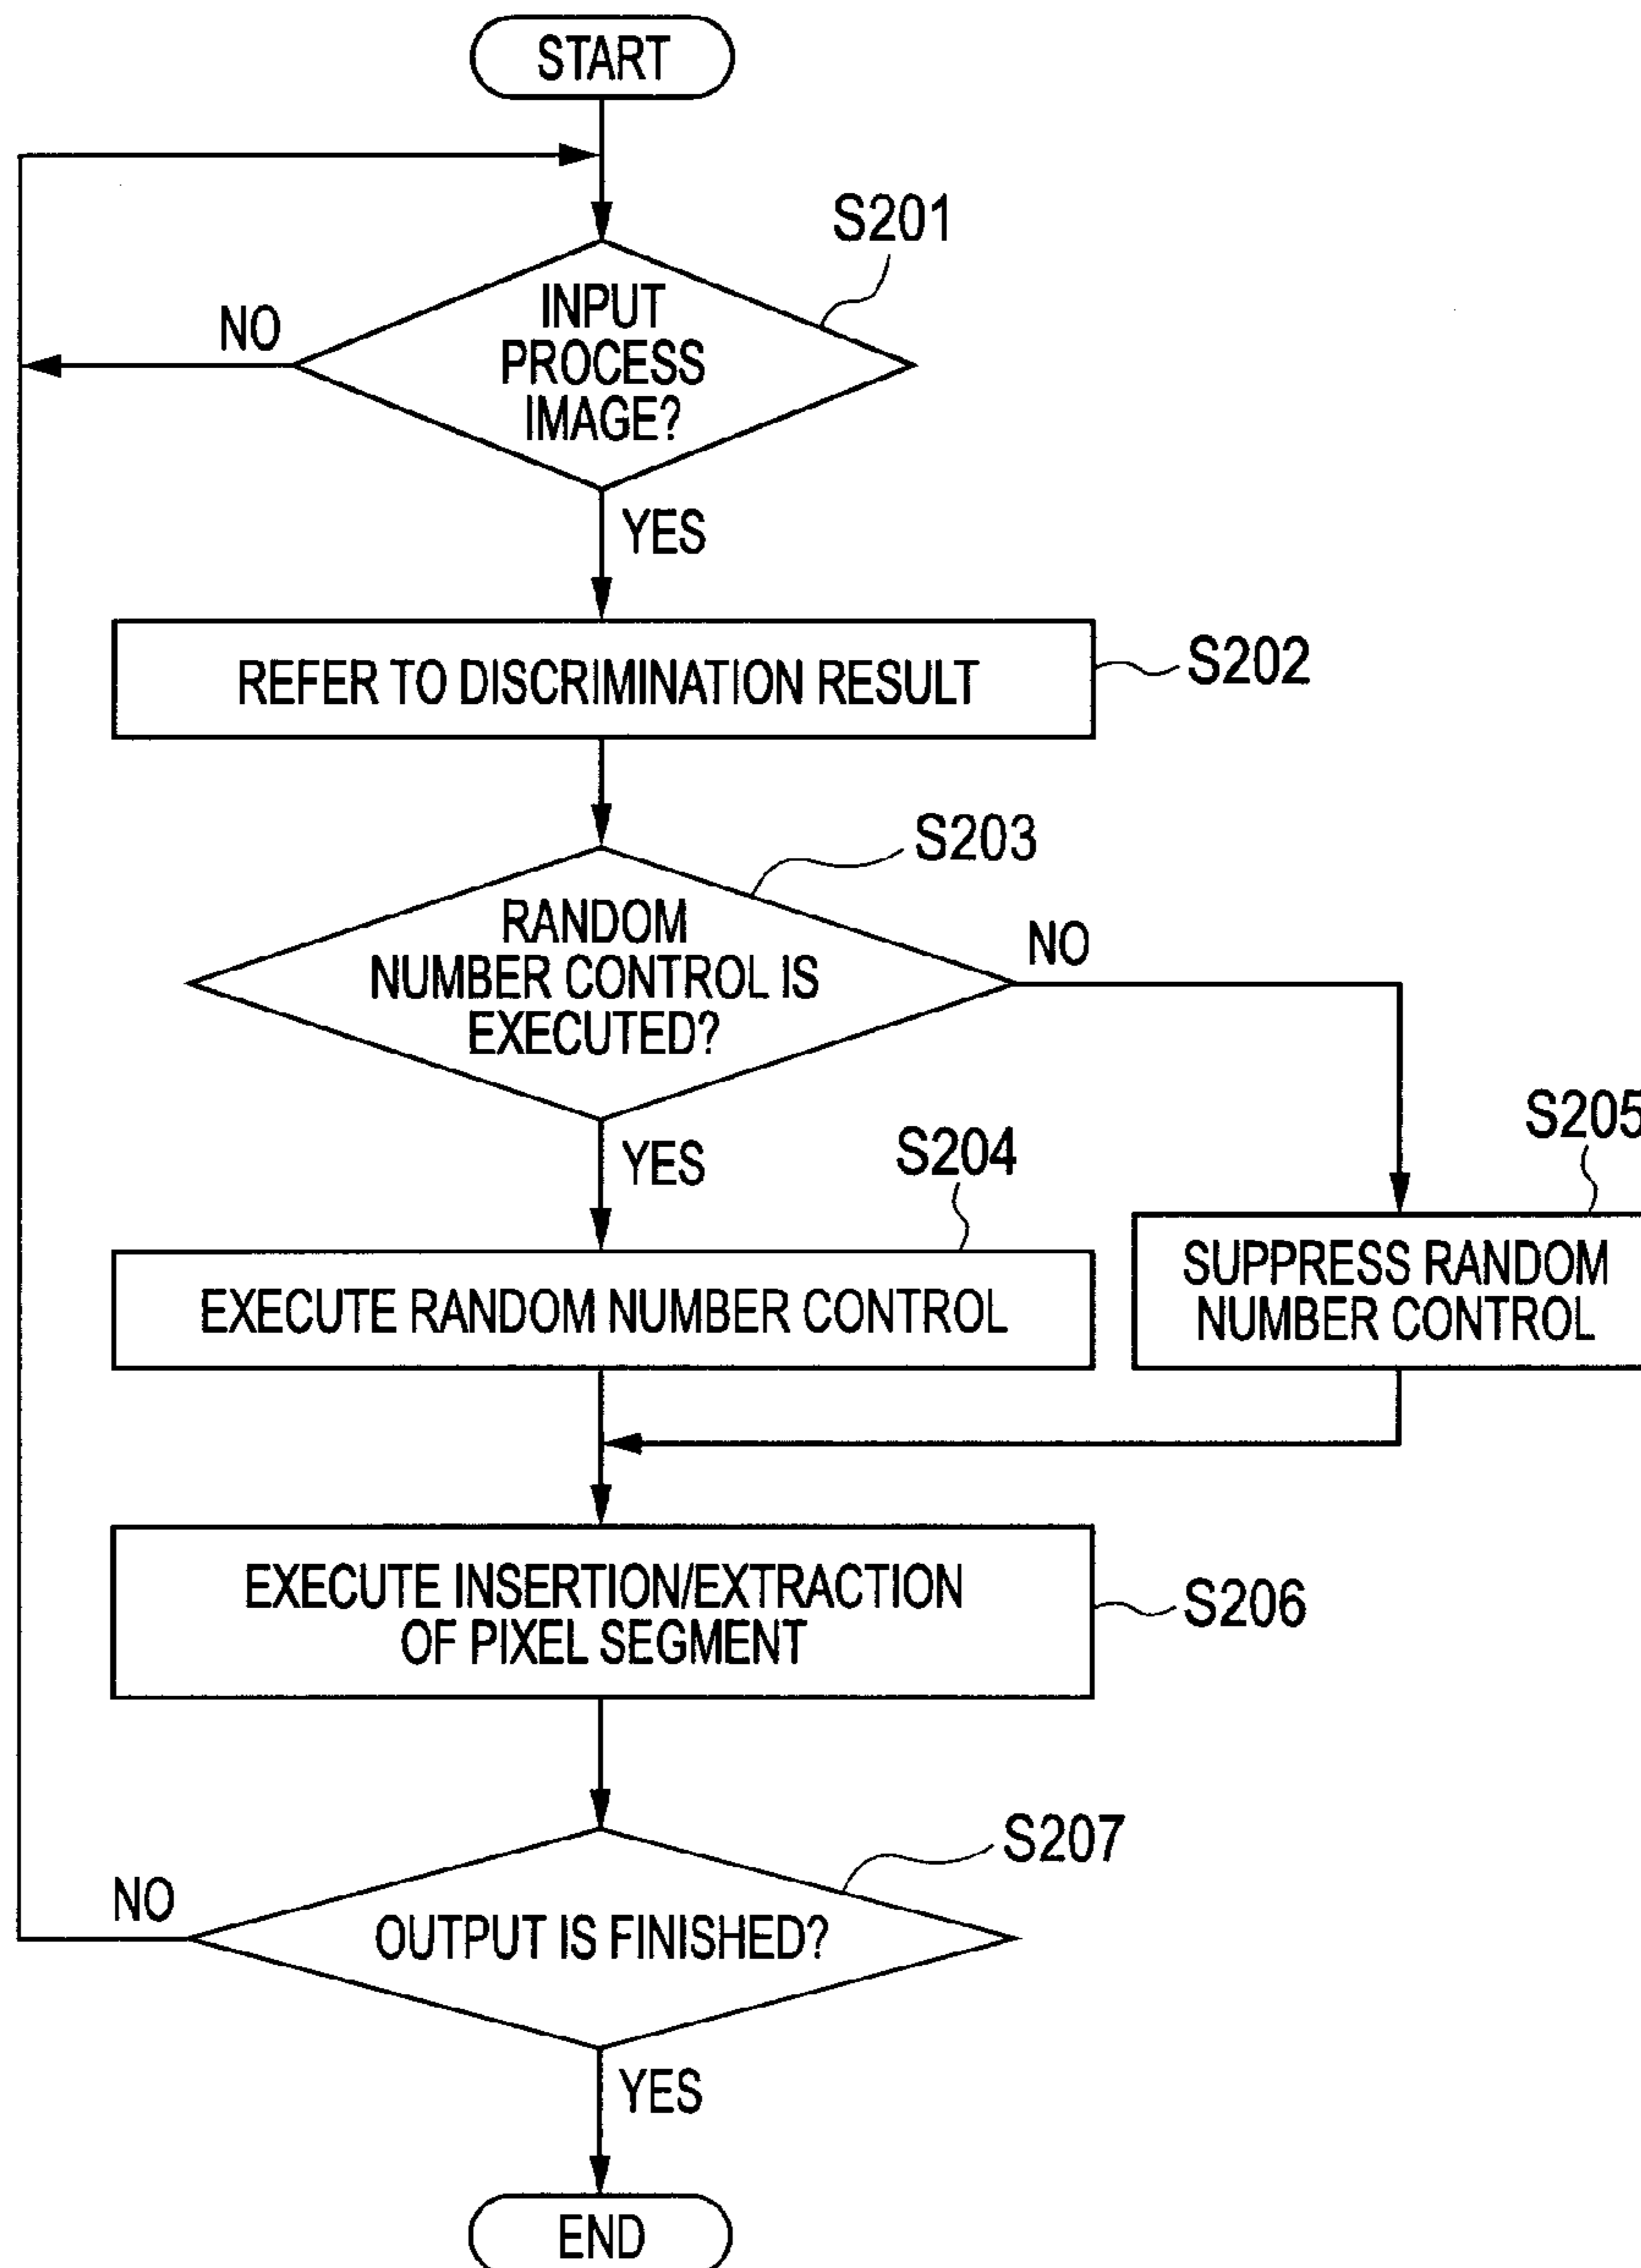 START
S201
INPUT
PROCESS
IMAGE?
NO
YES
REFER TO DISCRIMINATION RESULT
S202
S203
RANDOM
NUMBER CONTROL IS
EXECUTED?
NO
YES
S204
S205
EXECUTE RANDOM NUMBER CONTROL
SUPPRESS RANDOM
NUMBER CONTROL
EXECUTE INSERTION/EXTRACTION
OF PIXEL SEGMENT
S206
S207
NO
OUTPUT IS FINISHED?
YES
END